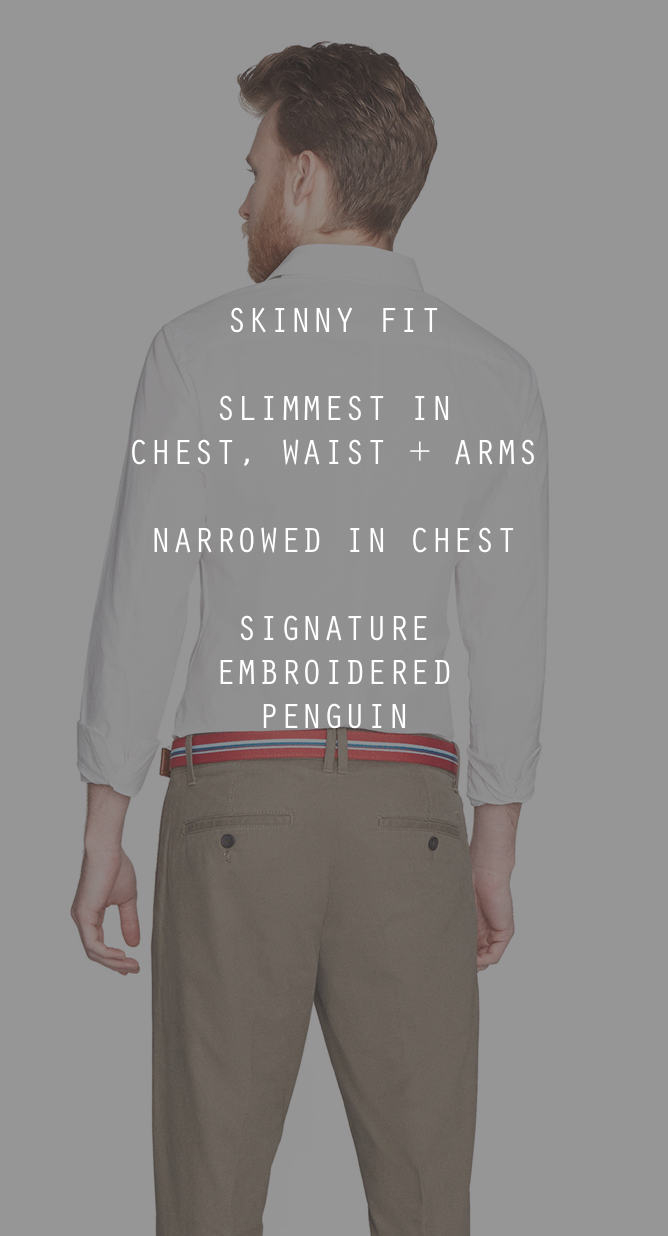 SKINNY FIT
SLIMMEST IN
CHEST, WAIST + ARMS
NARROWED IN CHEST
SIGNATURE
EMBROIDERED
PENGUIN